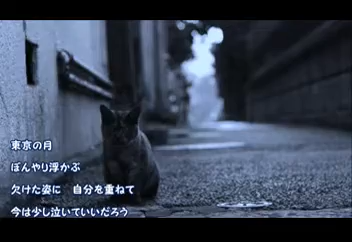 東京の月
ぼんやり浮かぶ
欠けた姿に　自分を重ねて
今は少し泣いていいだろう